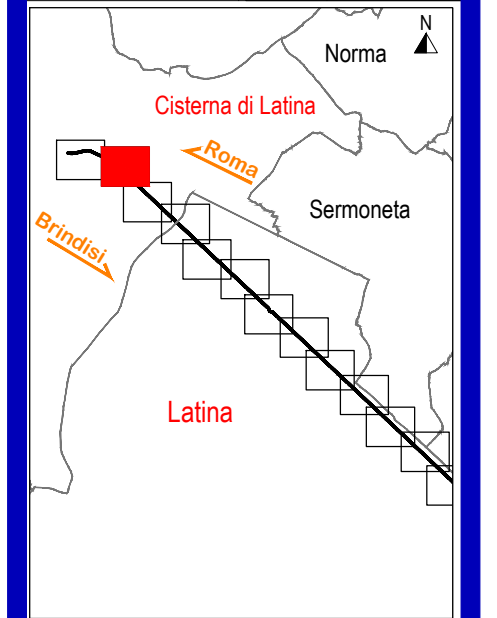 N
Norma
Cisterna di Latina
Roma
Sermoneta
Brindisi
Latina